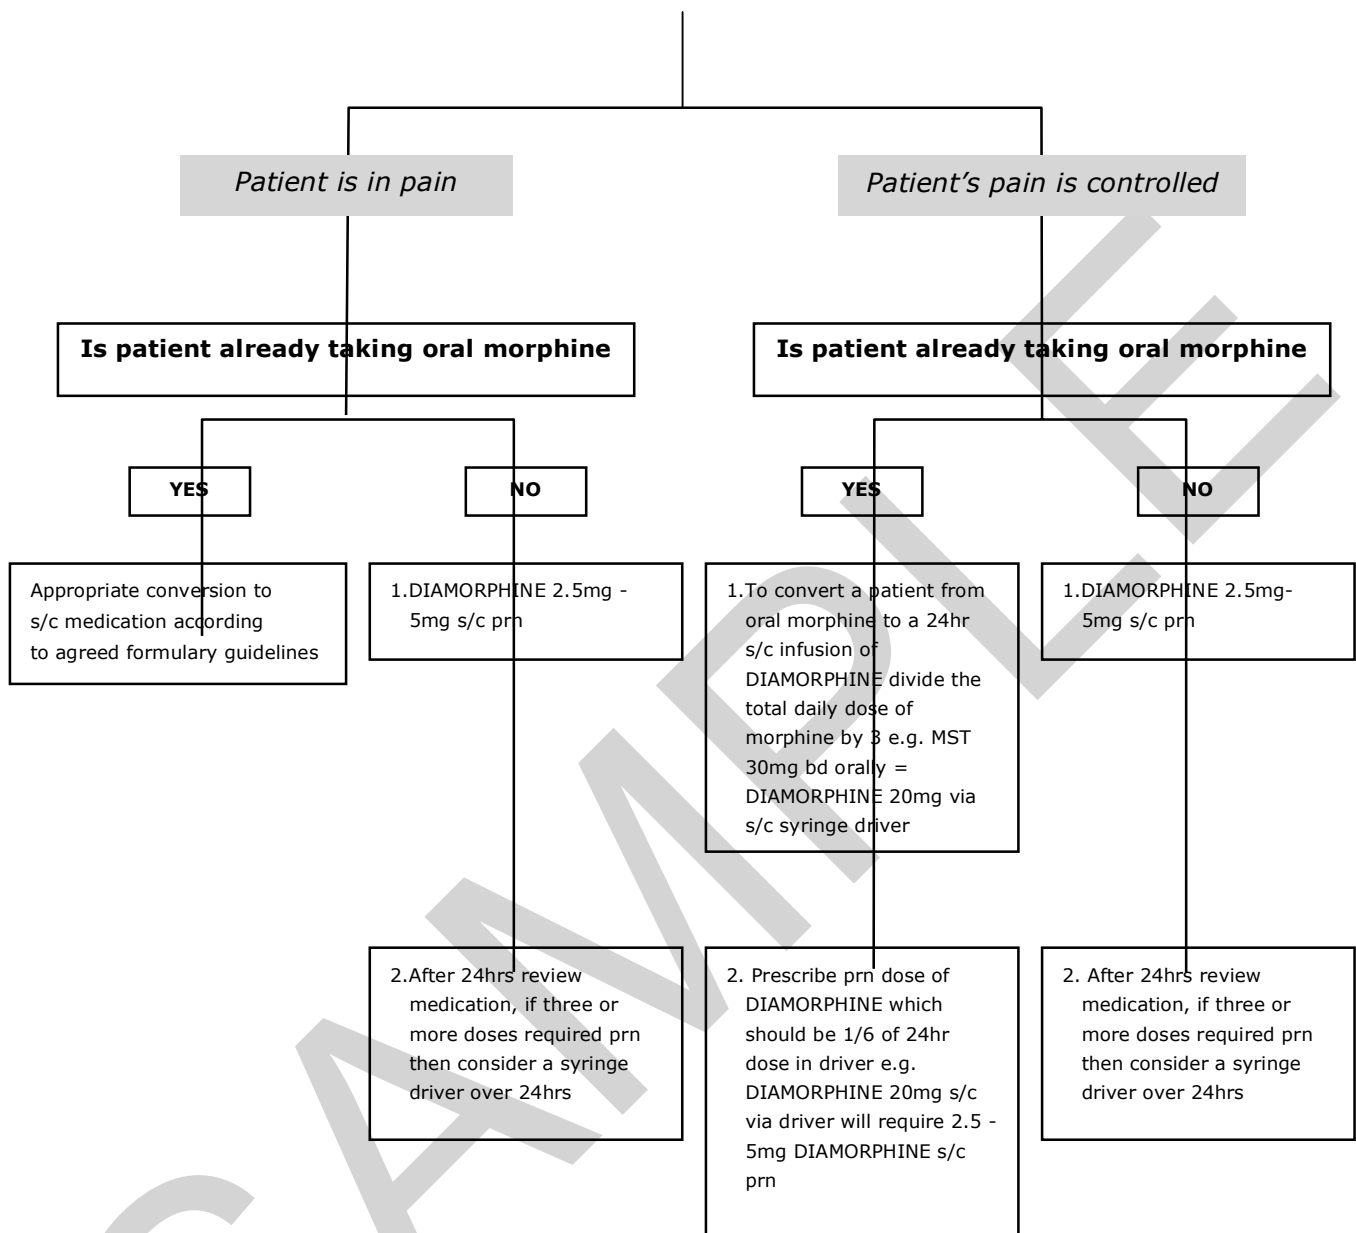 Patient is in pain
Patient's pain is controlled
Is patient already taking oral morphine
Is patient already taking oral morphine
YES
NO
YES
NO
Appropriate conversion to
s/c medication according
to agreed formulary guidelines
1.DIAMORPHINE 2.5mg -
5mg s/c prn
1.To convert a patient from
oral morphine to a 24hr
s/c infusion of
DIAMORPHINE divide the
total daily dose of
morphine by 3 e.g. MST
30mg bd orally =
DIAMORPHINE 20mg via
s/c syringe driver
1.DIAMORPHINE 2.5mg-
5mg s/c prn
2.After 24hrs review
medication, if three or
more doses required prn
then consider a syringe
driver over 24hrs
2. Prescribe prn dose of
DIAMORPHINE which
should be 1/6 of 24hr
dose in driver e.g.
DIAMORPHINE 20mg s/c
via driver will require 2.5 -
5mg DIAMORPHINE s/c
prn
2. After 24hrs review
medication, if three or
more doses required prn
then consider a syringe
driver over 24hrs
SAMPLE